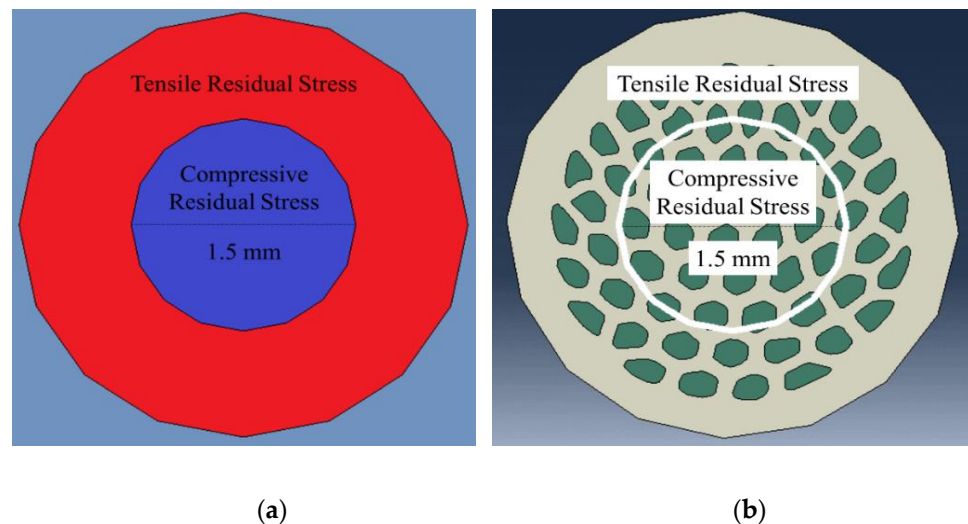 Tensile Residual Stress
Compressive
Residual Stress
1.5 mm
Tensile Residual Stress
Compressive
Residual Stress
1.5 mm
(a)
(b)